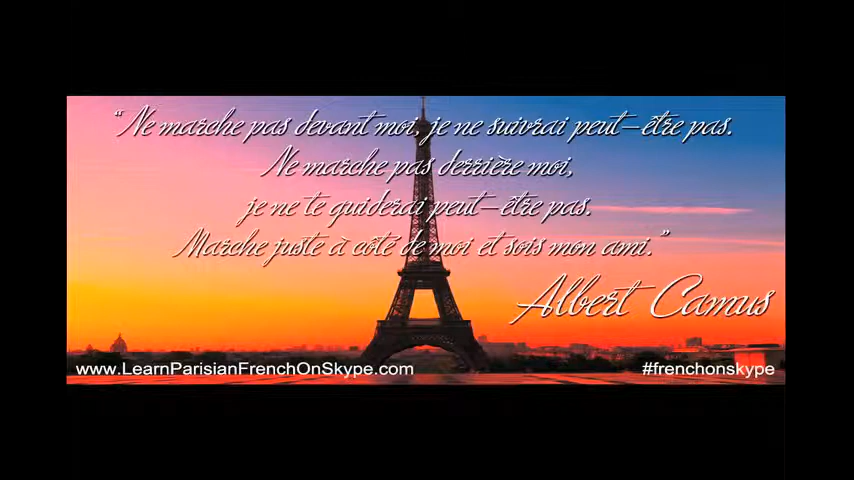 “Ne marche pas devant moi, je ne suivrai peut-être pas.
Ne marche pas derrière moi,
je ne te guiderai peut-être pas.
Marche juste à côté de moi et sois mon ami.”
Albert Camus
www.LearnParisianFrenchOnSkype.com
#frenchonskype